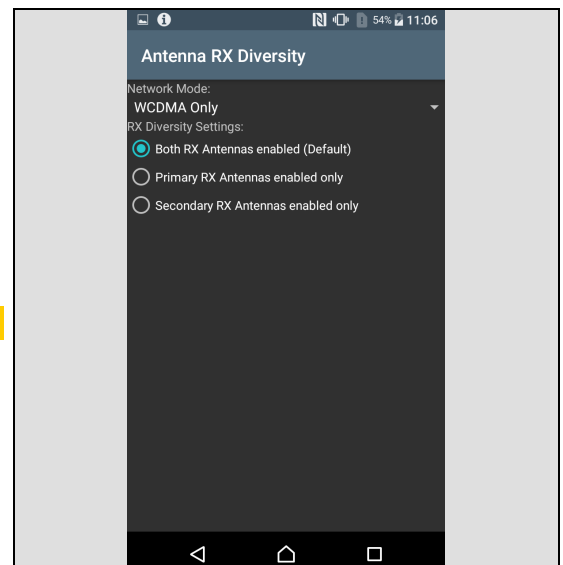 54% 11:06
Antenna RX Diversity
Network Mode:
WCDMA Only
RX Diversity Settings:
Both RX Antennas enabled (Default)
Primary RX Antennas enabled only
Secondary RX Antennas enabled only